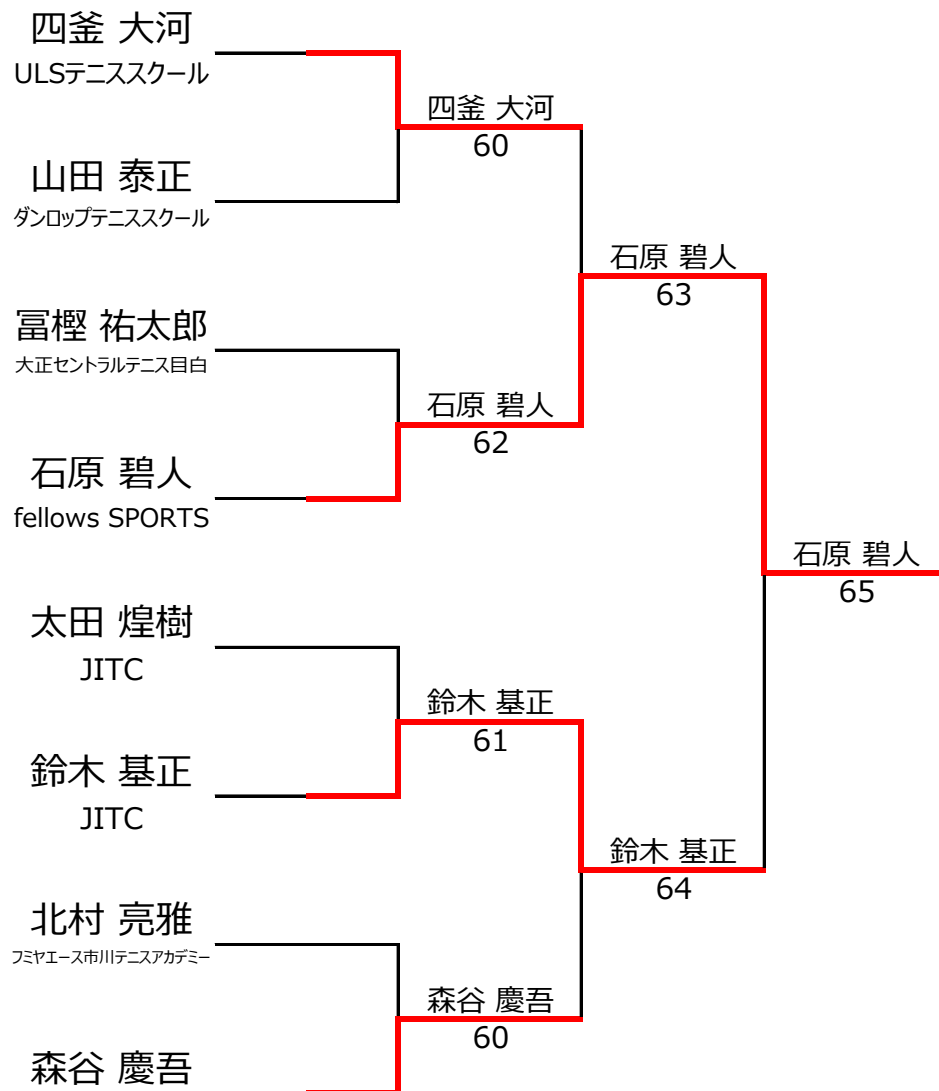 四釜 大河
ULSテニススクール
四釜 大河
60
山田 泰正
ダンロップテニススクール
石原 碧人
63
冨樫 祐太郎
大正セントラルテニス目白
石原 碧人
62
石原 碧人
fellows SPORTS
石原 碧人
65
太田 煌樹
JITC
鈴木 基正
61
鈴木 基正
JITC
鈴木 基正
64
北村 亮雅
フミヤエース市川テニスアカデミー
森谷 慶吾
60
森谷 慶吾